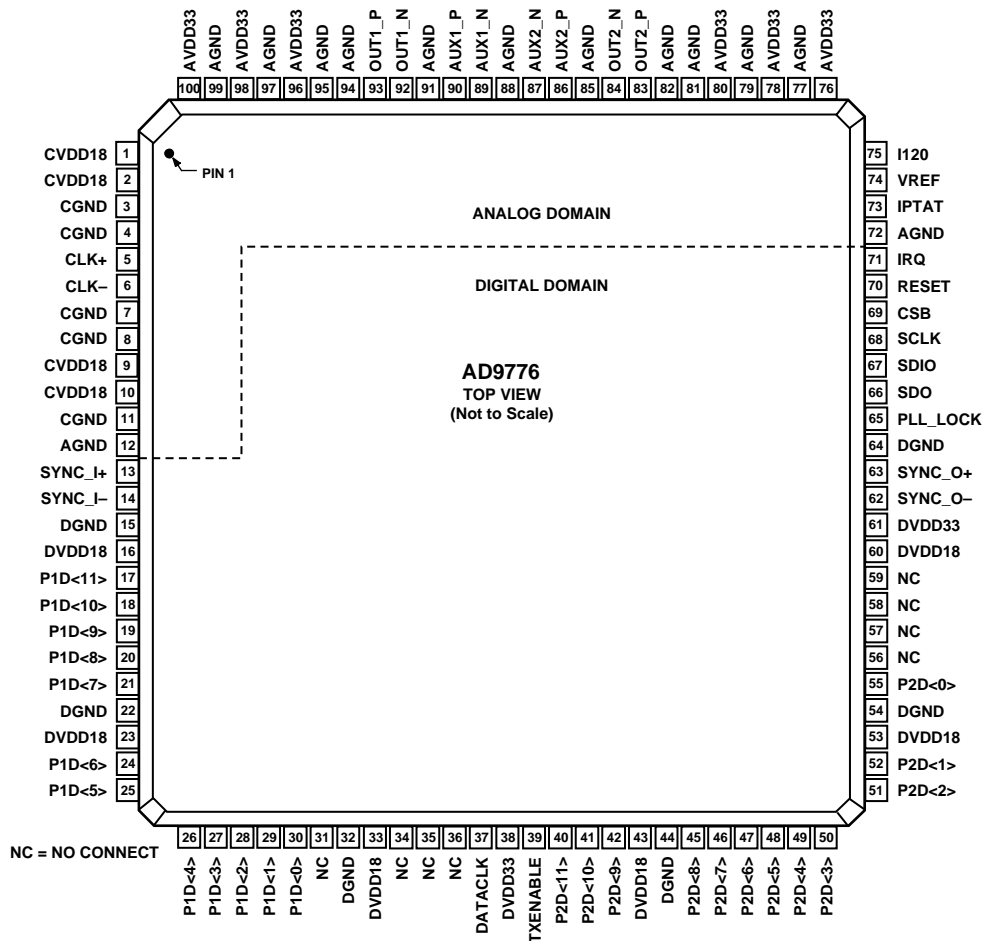 AVDD33
AGND
AVDD33
AGND
AVDD33
AGND
AGND
OUT1_P
OUT1_N
AGND
AUX1_P
AUX1_N
AGND
AUX2_N
AUX2_P
AGND
OUT2_N
OUT2_P
AGND
AGND
AVDD33
AGND
AVDD33
AGND
AVDD33
100 99 98 97 96 95 94 93 92 91 90 89 88 87 86 85 84 83 82 81 80 79 78 77 76
CVDD18 1
CVDD18 2
CGND 3
CGND 4
CLK+ 5
CLK– 6
CGND 7
CGND 8
CVDD18 9
CVDD18 10
CGND 11
AGND 12
SYNC_I+ 13
SYNC_I– 14
DGND 15
DVDD18 16
P1D<11> 17
P1D<10> 18
P1D<9> 19
P1D<8> 20
P1D<7> 21
DGND 22
DVDD18 23
P1D<6> 24
P1D<5> 25
PIN 1
ANALOG DOMAIN
DIGITAL DOMAIN
AD9776
TOP VIEW
(Not to Scale)
75 I120
74 VREF
73 IPTAT
72 AGND
71 IRQ
70 RESET
69 CSB
68 SCLK
67 SDIO
66 SDO
65 PLL_LOCK
64 DGND
63 SYNC_O+
62 SYNC_O–
61 DVDD33
60 DVDD18
59 NC
58 NC
57 NC
56 NC
55 P2D<0>
54 DGND
53 DVDD18
52 P2D<1>
51 P2D<2>
26 27 28 29 30 31 32 33 34 35 36 37 38 39 40 41 42 43 44 45 46 47 48 49 50
NC = NO CONNECT
P1D<4>
P1D<3>
P1D<2>
P1D<1>
P1D<0>
NC
DGND
DVDD18
NC
NC
NC
DATACLK
DVDD33
TXENABLE
P2D<11>
P2D<10>
P2D<9>
DVDD18
DGND
P2D<8>
P2D<7>
P2D<6>
P2D<5>
P2D<4>
P2D<3>